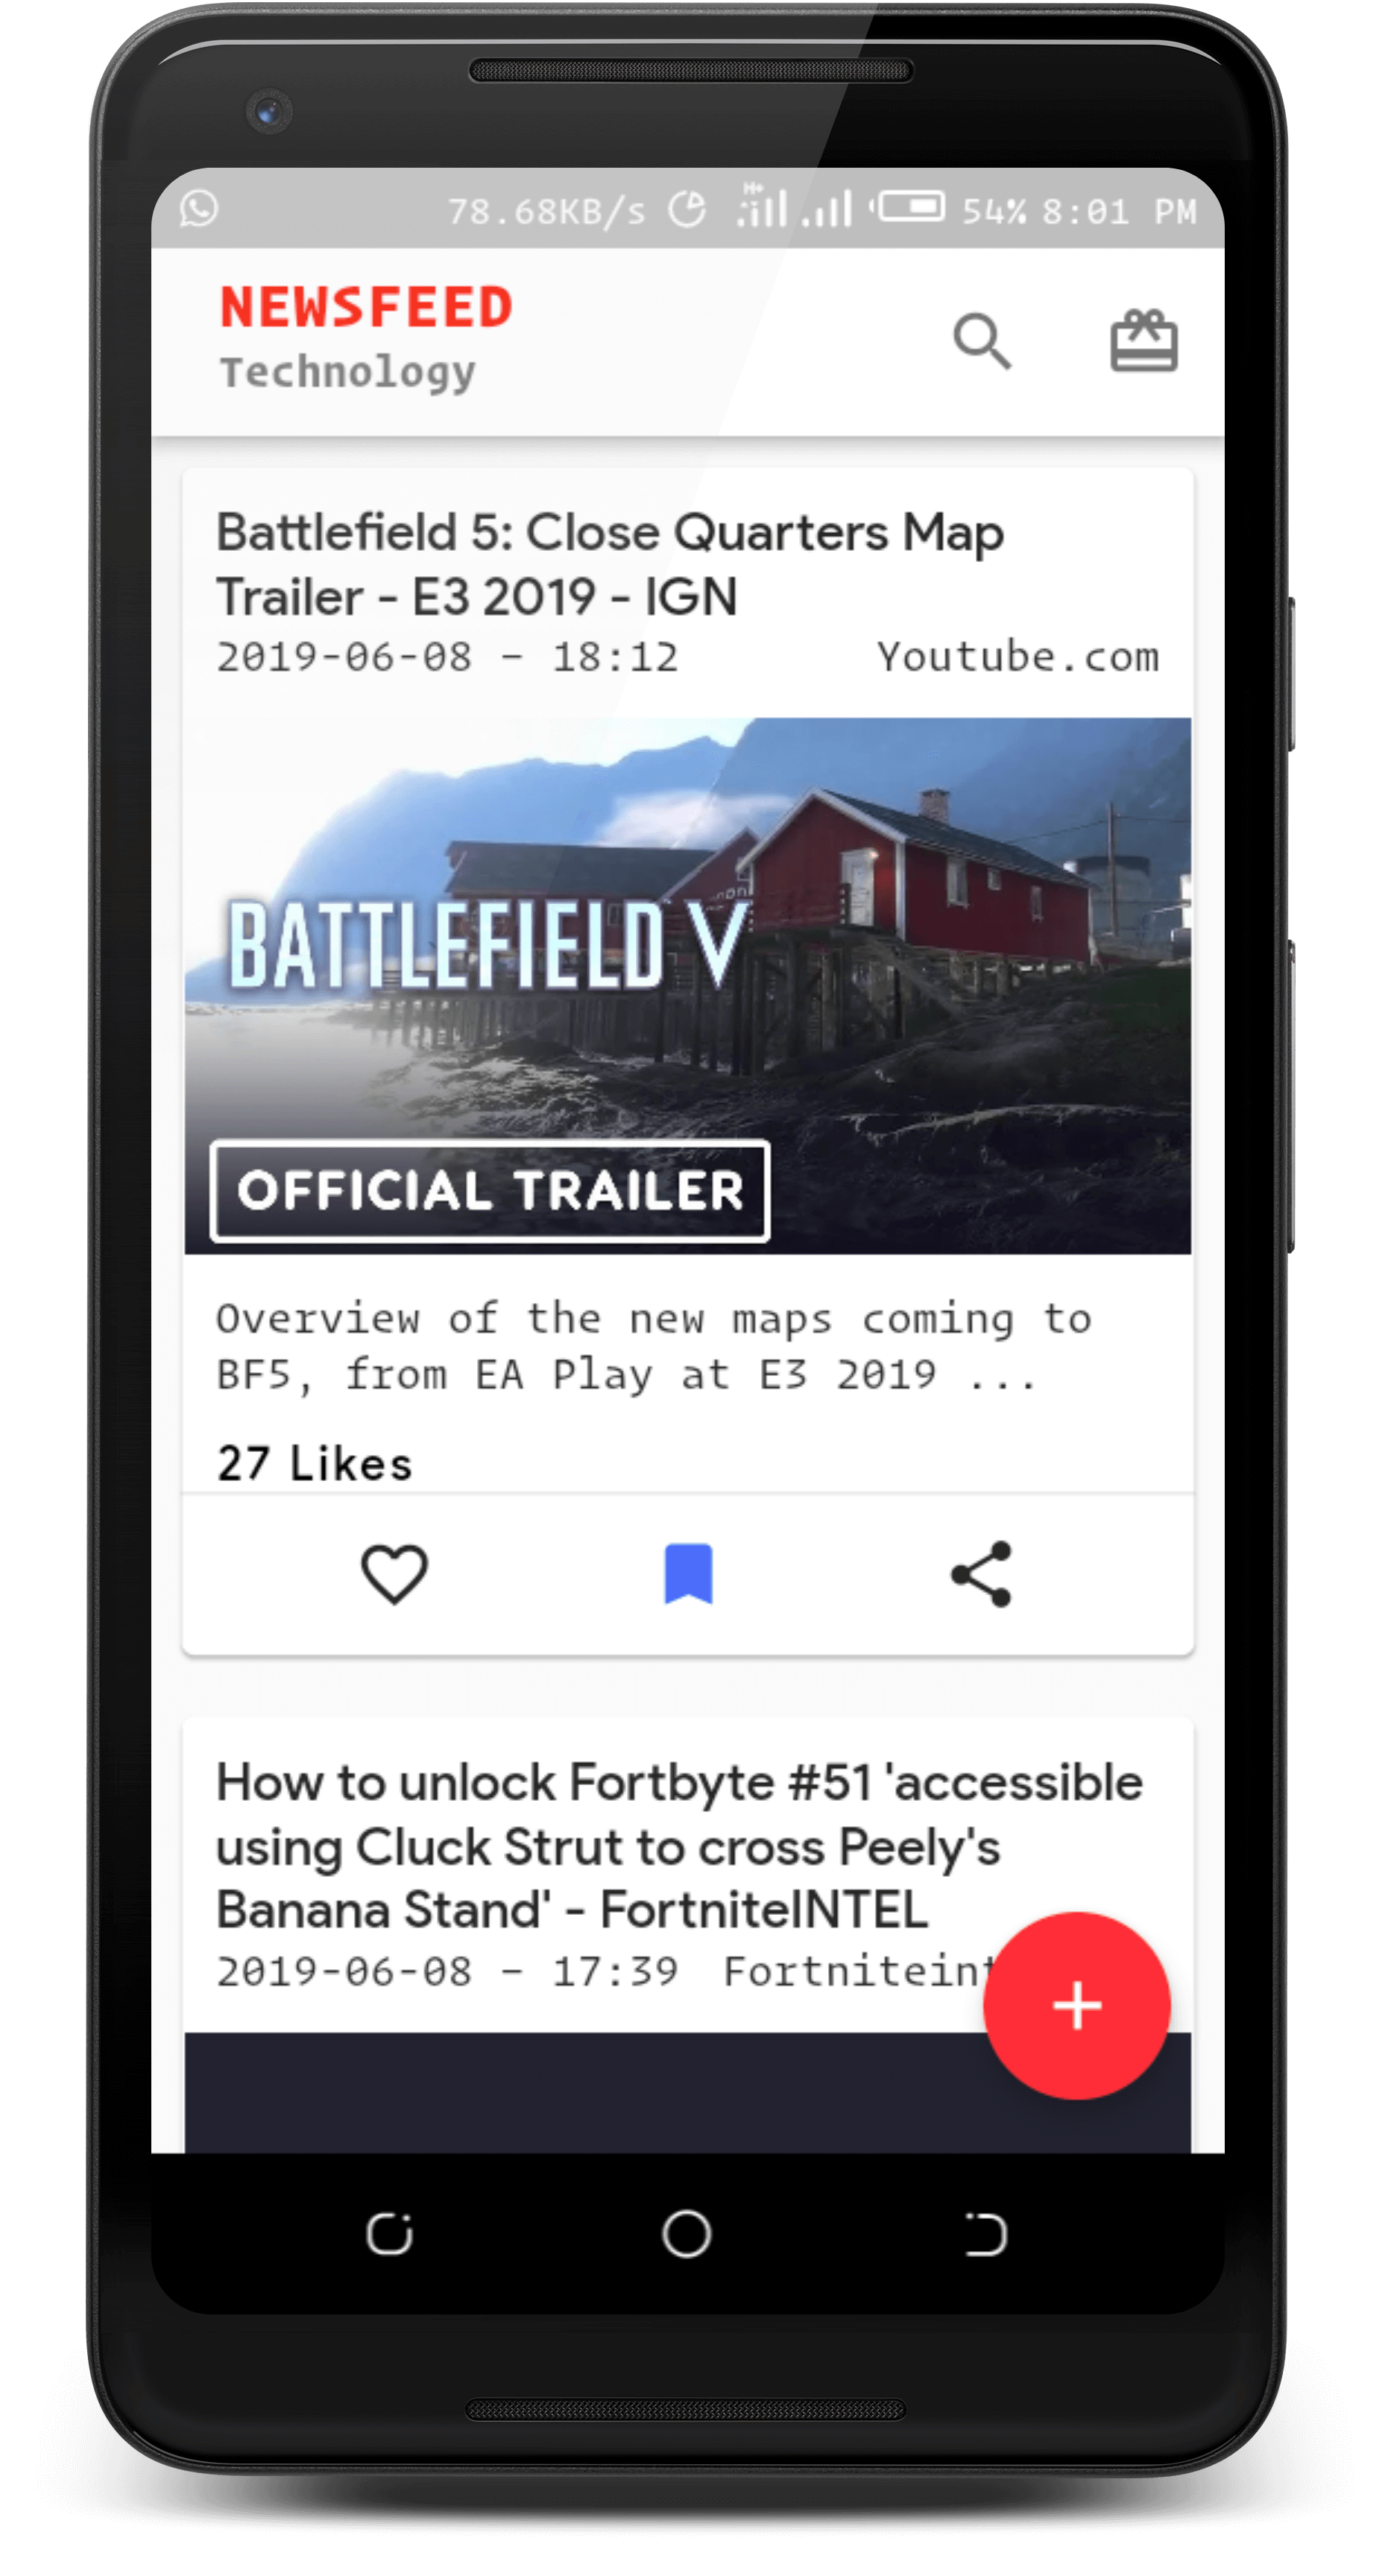 78.68KB/s H+ 54% 8:01 PM
NEWSFEED
Technology
Battlefield 5: Close Quarters Map
Trailer - E3 2019 - IGN
2019-06-08 - 18:12 Youtube.com
BATTLEFIELD V
OFFICIAL TRAILER
Overview of the new maps coming to
BF5, from EA Play at E3 2019 ...
27 Likes
How to unlock Fortbyte #51 'accessible
using Cluck Strut to cross Peely's
Banana Stand' - FortniteINTEL
2019-06-08 - 17:39 Fortniteint